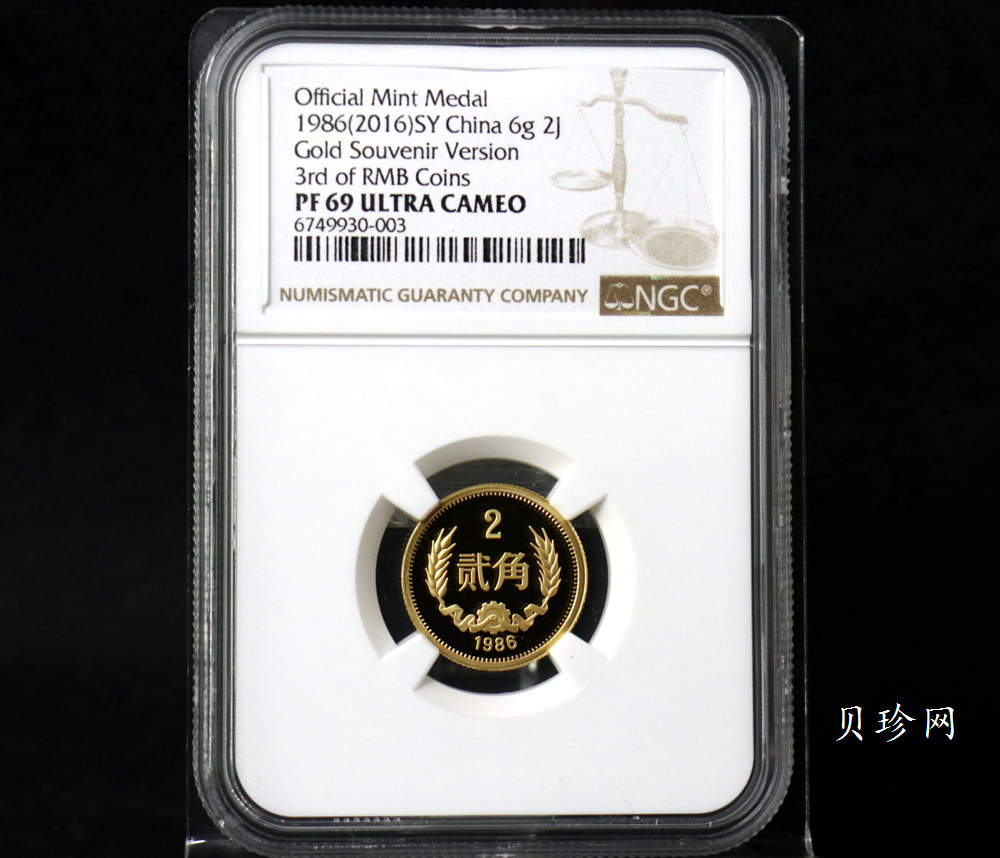 Official Mint Medal
1986(2016)SY China 6g 2J
Gold Souvenir Version
3rd of RMB Coins
PF 69 ULTRA CAMEO
6749930-003
NUMISMATIC GUARANTY COMPANY
NGC®
2
贰角
1986
贝珍网